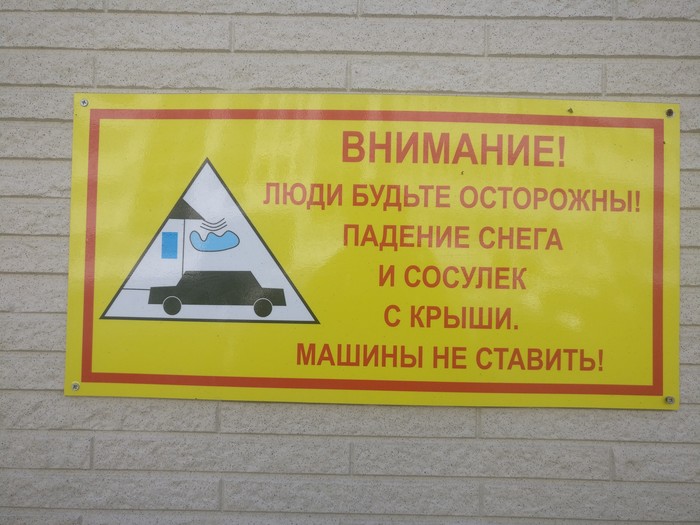 ВНИМАНИЕ!
ЛЮДИ БУДЬТЕ ОСТОРОЖНЫ!
ПАДЕНИЕ СНЕГА
И СОСУЛЕК
С КРЫШИ.
МАШИНЫ НЕ СТАВИТЬ!